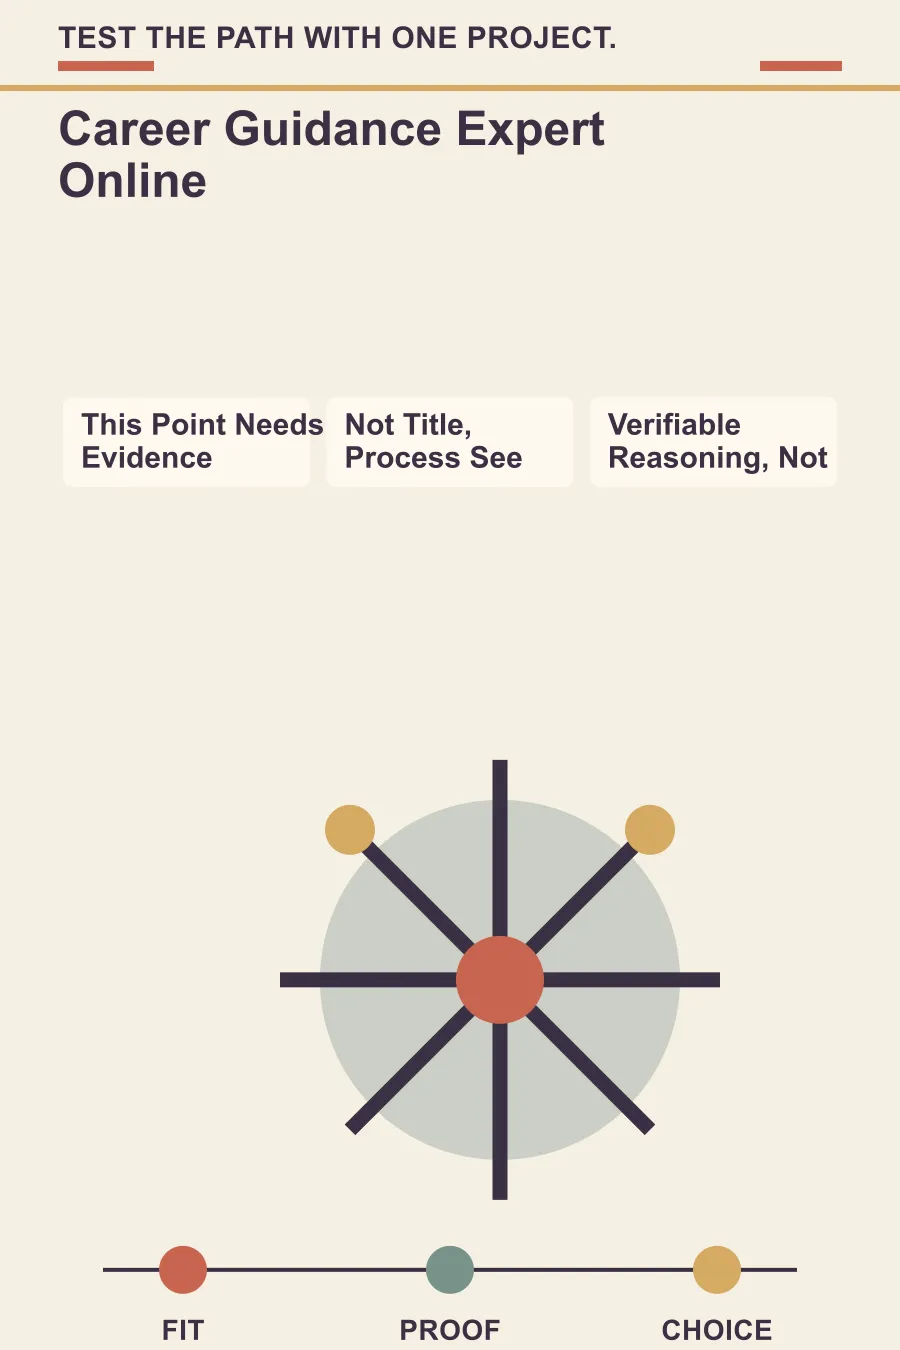 TEST THE PATH WITH ONE PROJECT.
Career Guidance Expert
Online
This Point Needs
Evidence
Not Title,
Process See
Verifiable
Reasoning, Not
FIT
PROOF
CHOICE